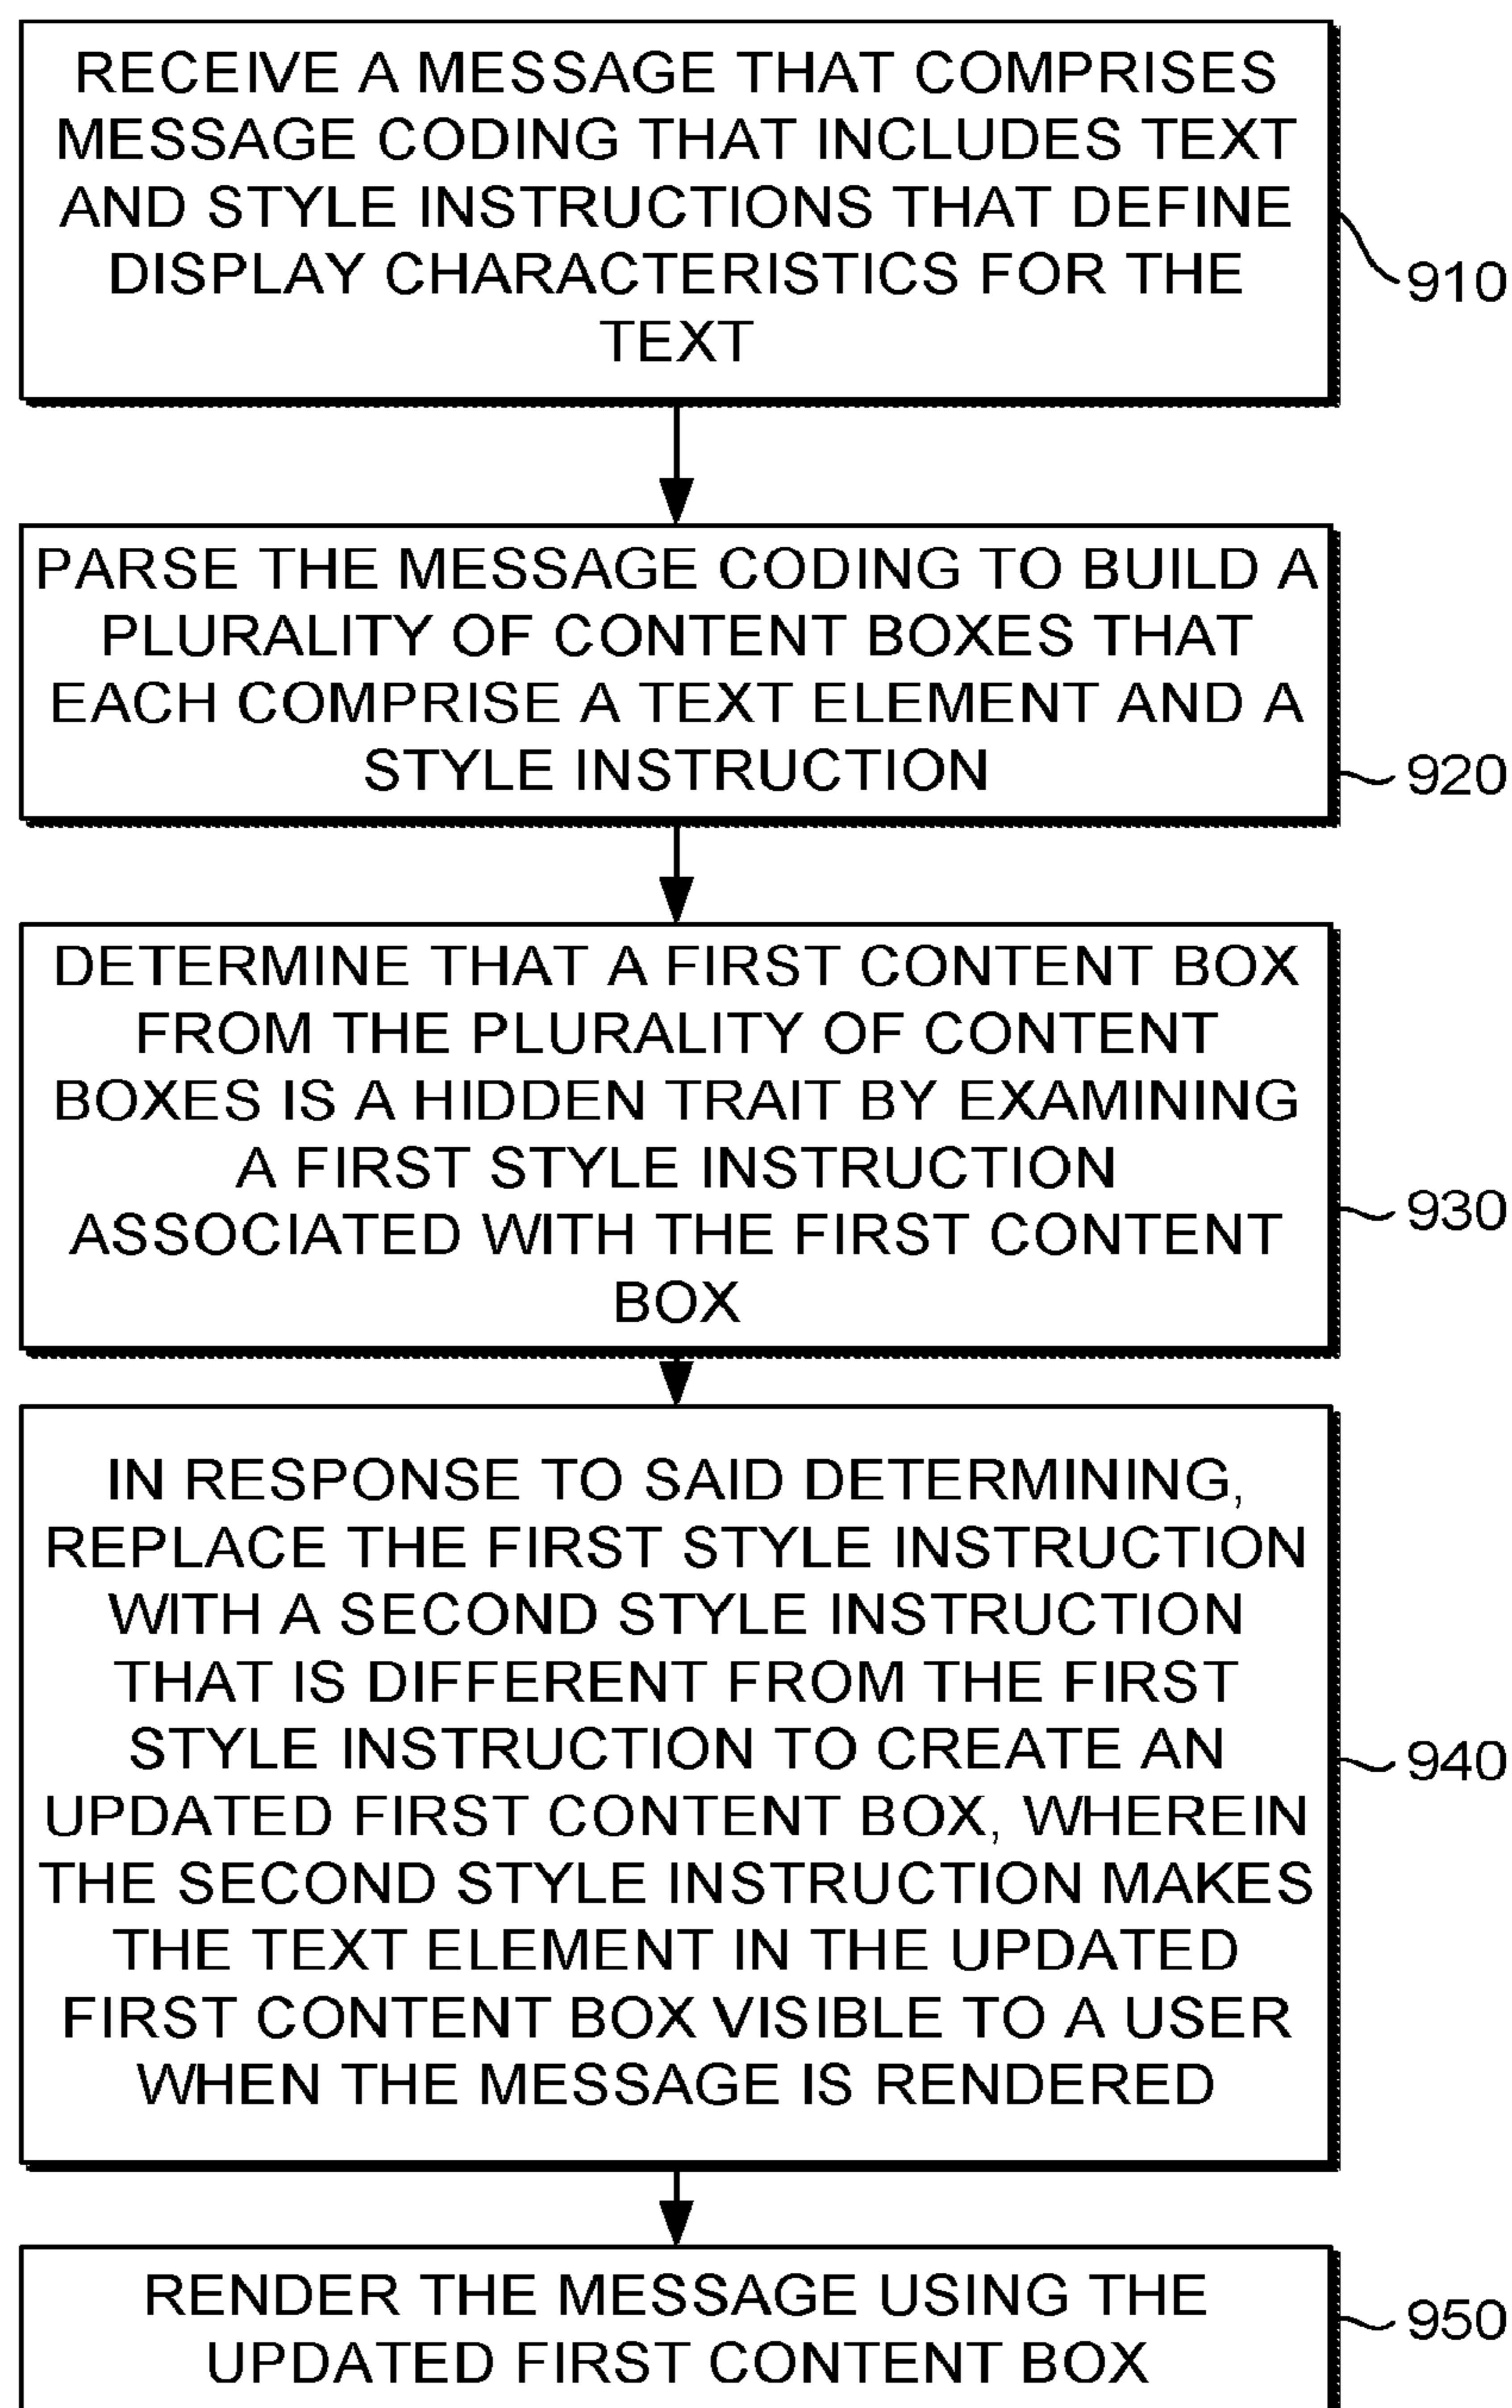 RECEIVE A MESSAGE THAT COMPRISES
MESSAGE CODING THAT INCLUDES TEXT
AND STYLE INSTRUCTIONS THAT DEFINE
DISPLAY CHARACTERISTICS FOR THE
TEXT
910
PARSE THE MESSAGE CODING TO BUILD A
PLURALITY OF CONTENT BOXES THAT
EACH COMPRISE A TEXT ELEMENT AND A
STYLE INSTRUCTION
920
DETERMINE THAT A FIRST CONTENT BOX
FROM THE PLURALITY OF CONTENT
BOXES IS A HIDDEN TRAIT BY EXAMINING
A FIRST STYLE INSTRUCTION
ASSOCIATED WITH THE FIRST CONTENT
BOX
930
IN RESPONSE TO SAID DETERMINING,
REPLACE THE FIRST STYLE INSTRUCTION
WITH A SECOND STYLE INSTRUCTION
THAT IS DIFFERENT FROM THE FIRST
STYLE INSTRUCTION TO CREATE AN
UPDATED FIRST CONTENT BOX, WHEREIN
THE SECOND STYLE INSTRUCTION MAKES
THE TEXT ELEMENT IN THE UPDATED
FIRST CONTENT BOX VISIBLE TO A USER
WHEN THE MESSAGE IS RENDERED
940
RENDER THE MESSAGE USING THE
UPDATED FIRST CONTENT BOX
950